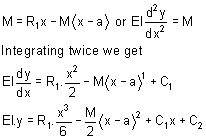 M = R₁x – M⟨x – a⟩ or EI d²y/dx² = M
Integrating twice we get
EI dy/dx = R₁. x²/2 – M⟨x – a⟩¹ + C₁
EI.y = R₁. x³/6 – M/2 ⟨x – a⟩² + C₁x + C₂